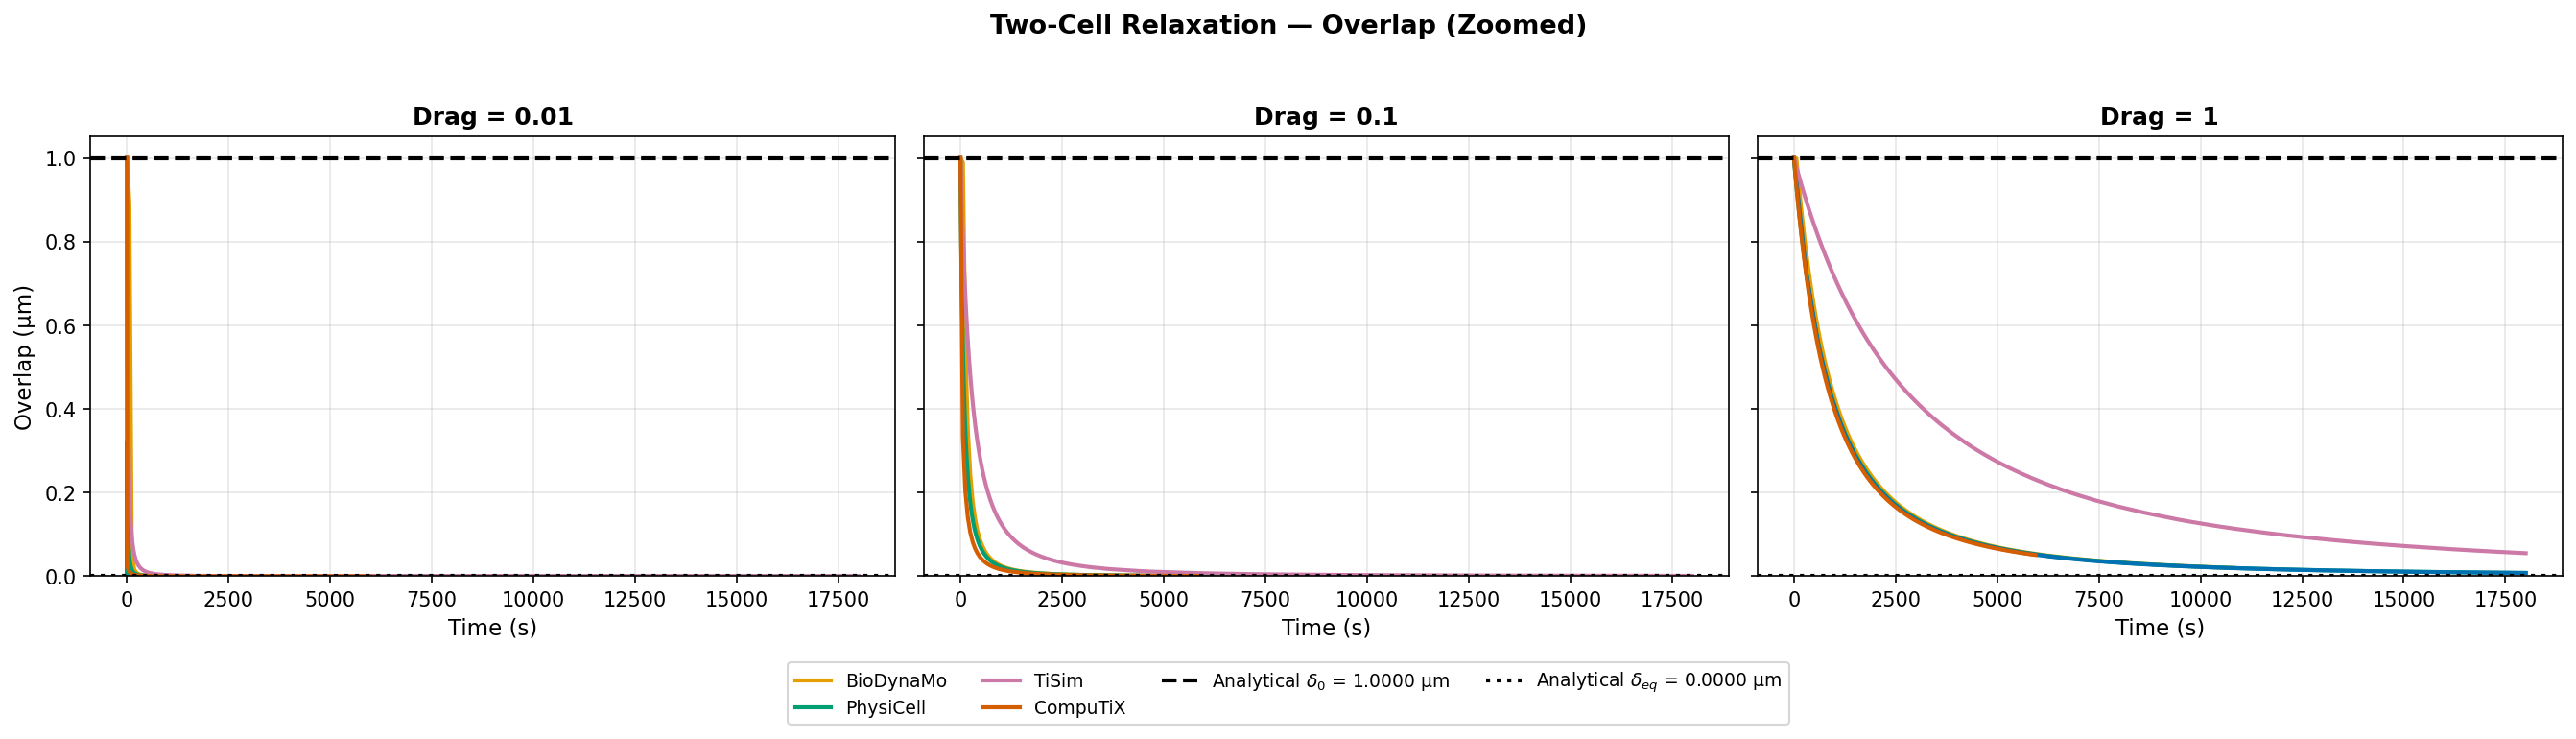 Two-Cell Relaxation — Overlap (Zoomed)
Drag = 0.01
Drag = 0.1
Drag = 1
Overlap (μm)
1.0
0.8
0.6
0.4
0.2
0.0
0 2500 5000 7500 10000 12500 15000 17500
0 2500 5000 7500 10000 12500 15000 17500
0 2500 5000 7500 10000 12500 15000 17500
Time (s)
Time (s)
Time (s)
BioDynaMo
PhysiCell
TiSim
CompuTiX
Analytical δ₀ = 1.0000 μm
Analytical δ_eq = 0.0000 μm